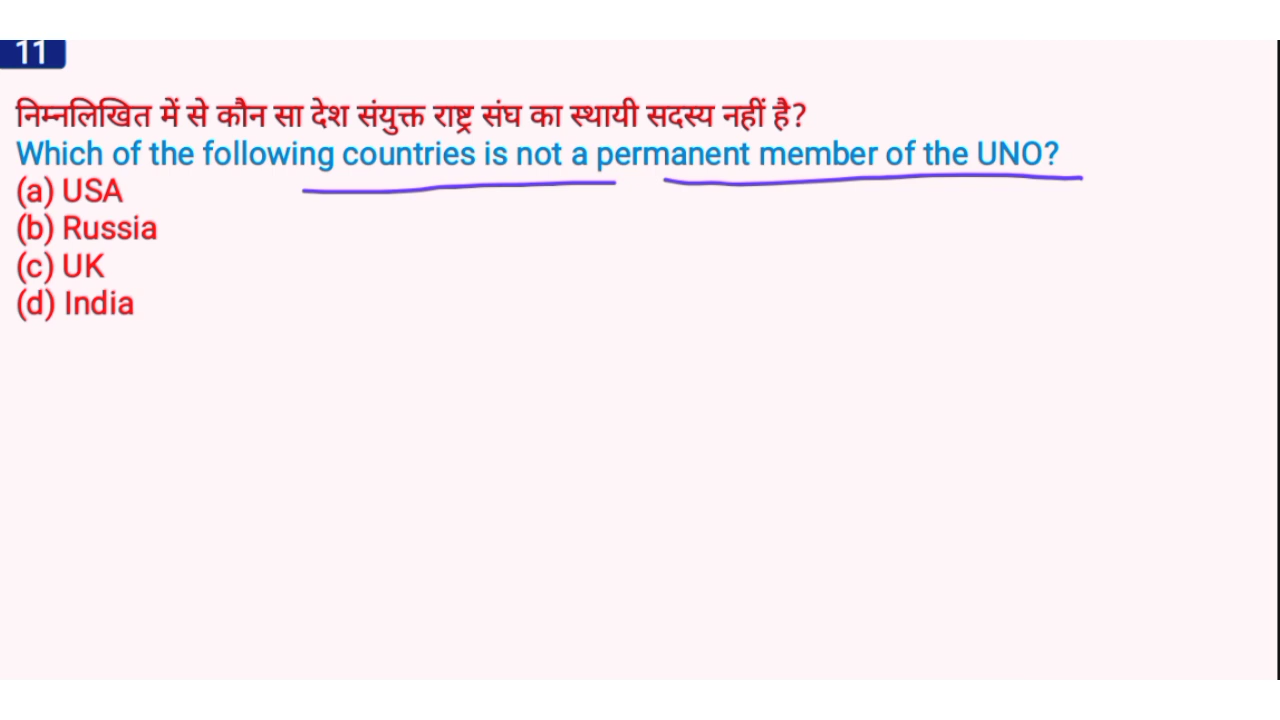 11
निम्नलिखित में से कौन सा देश संयुक्त राष्ट्र संघ का स्थायी सदस्य नहीं है?
Which of the following countries is not a permanent member of the UNO?
(a) USA
(b) Russia
(c) UK
(d) India